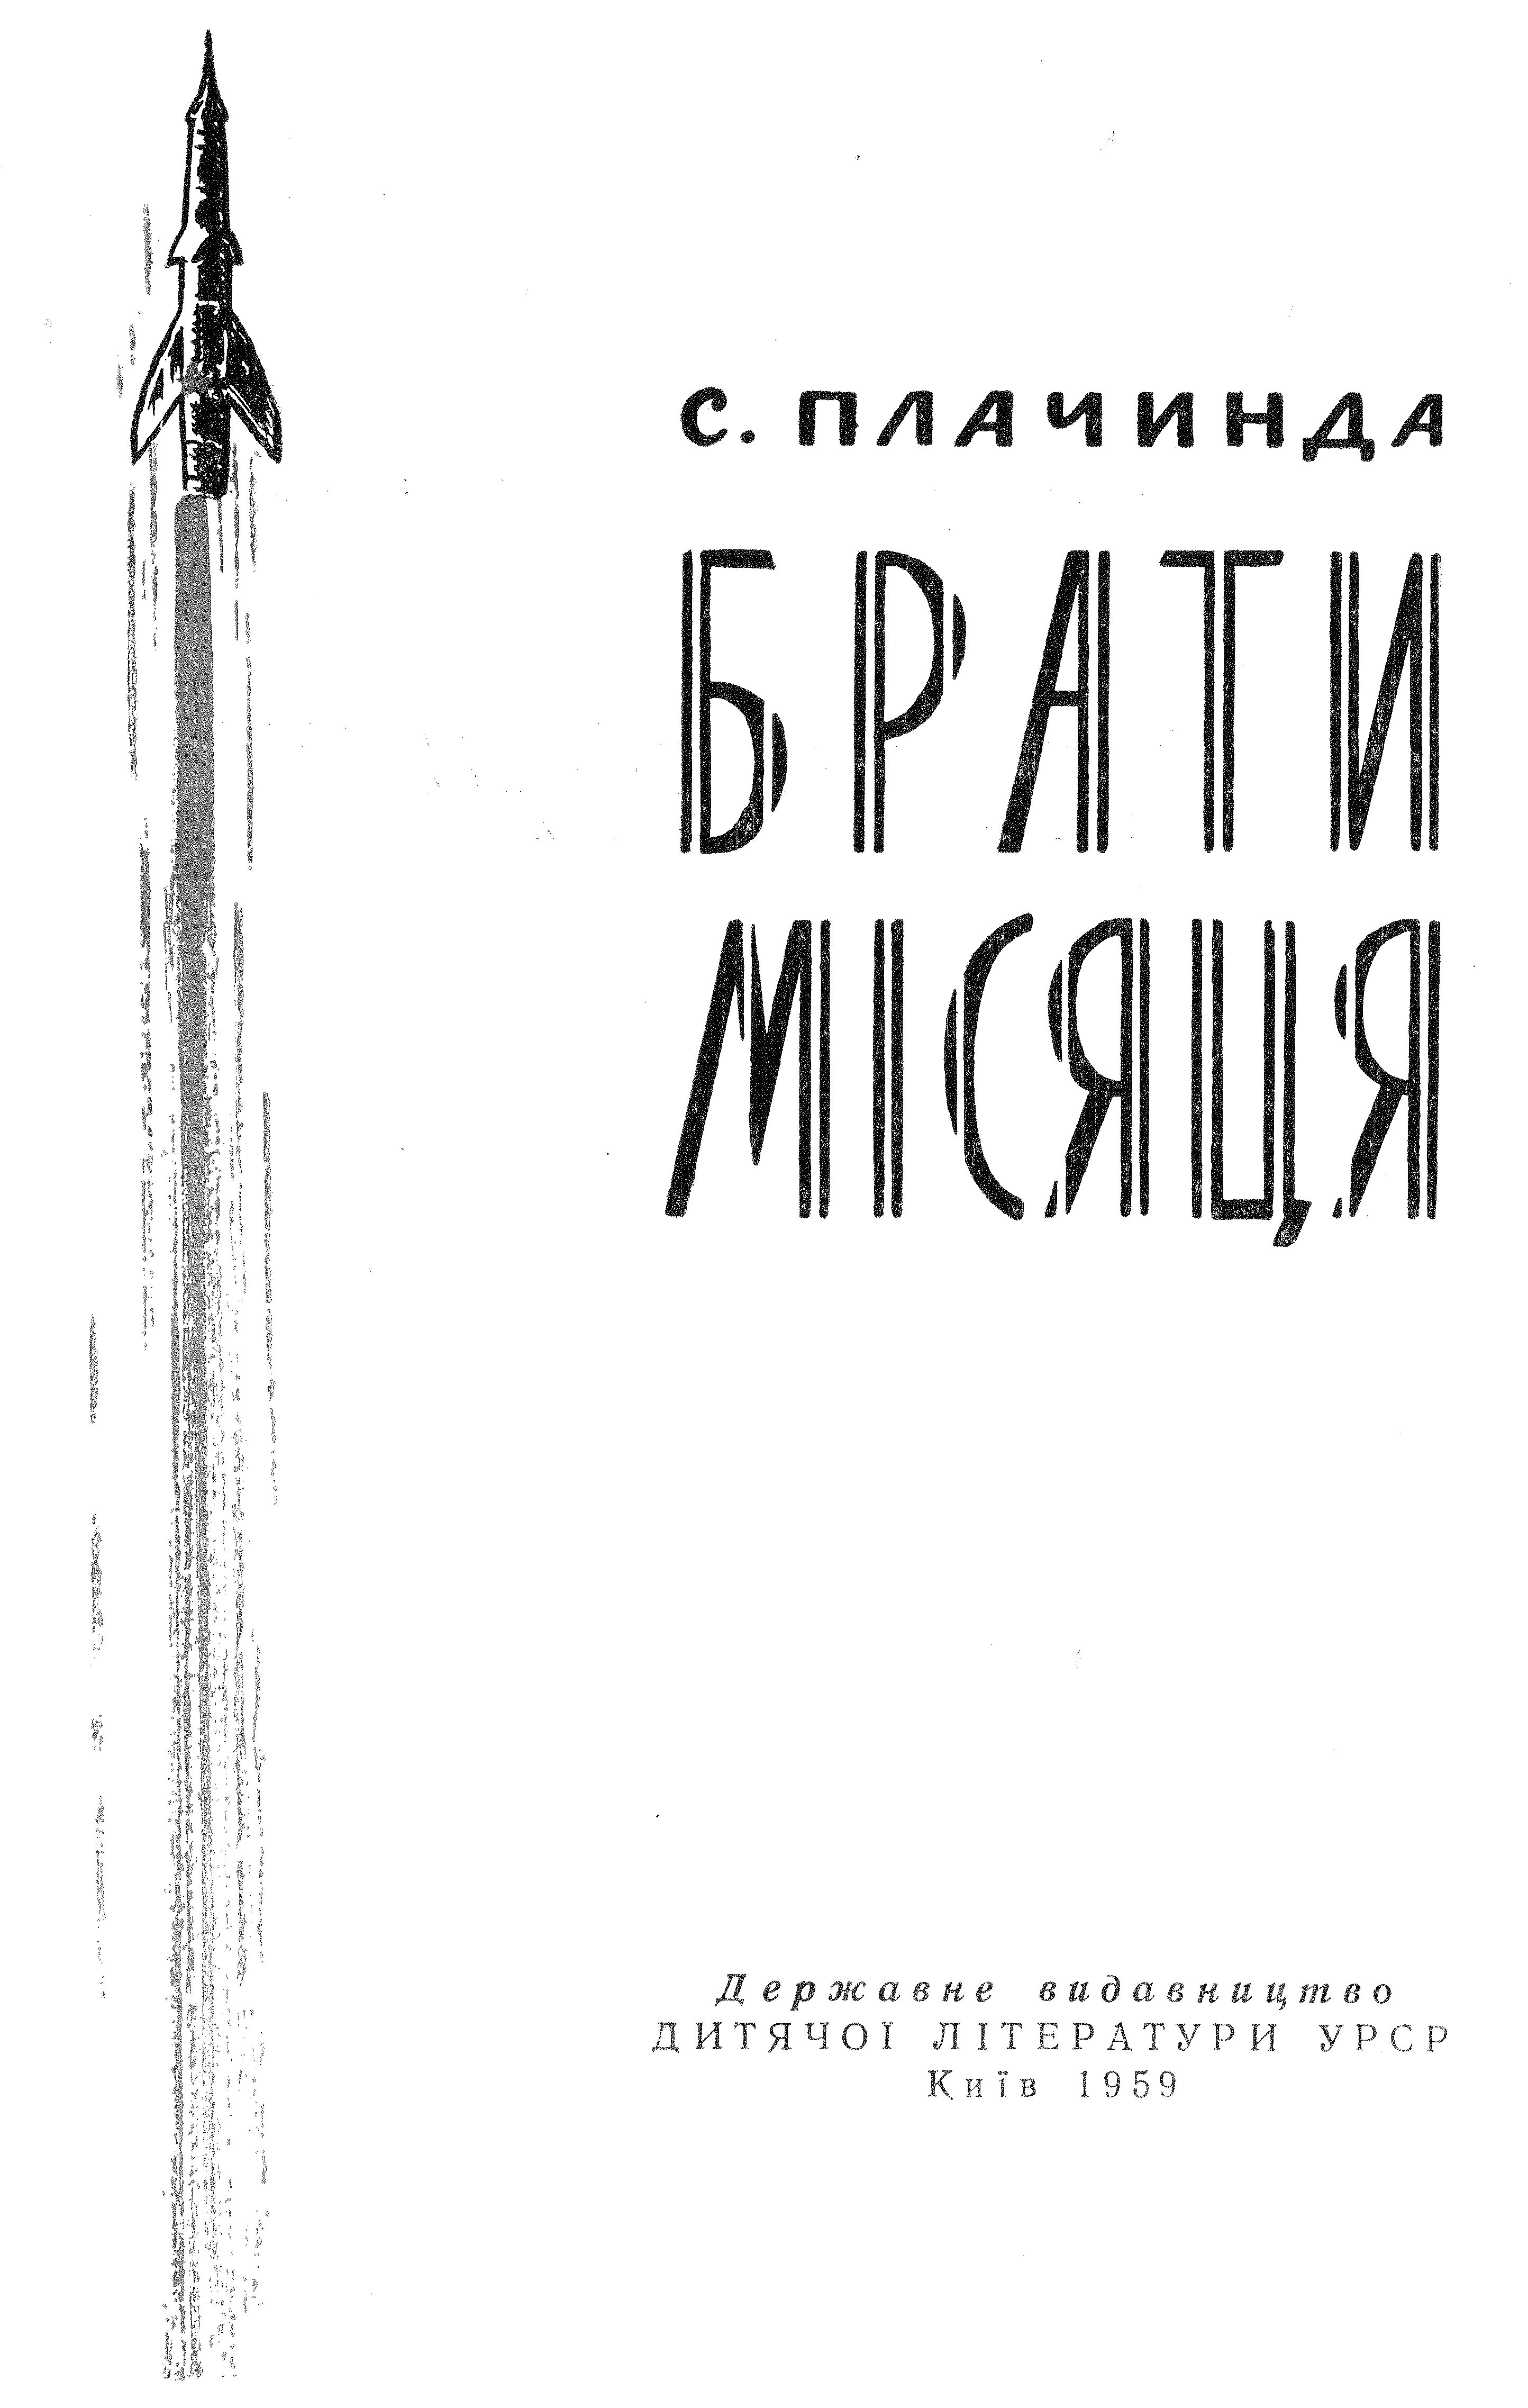 С. ПЛАЧИНДА
БРАТИ
МІСЯЦЯ
Державне видавництво
ДИТЯЧОЇ ЛІТЕРАТУРИ УРСР
Київ 1959